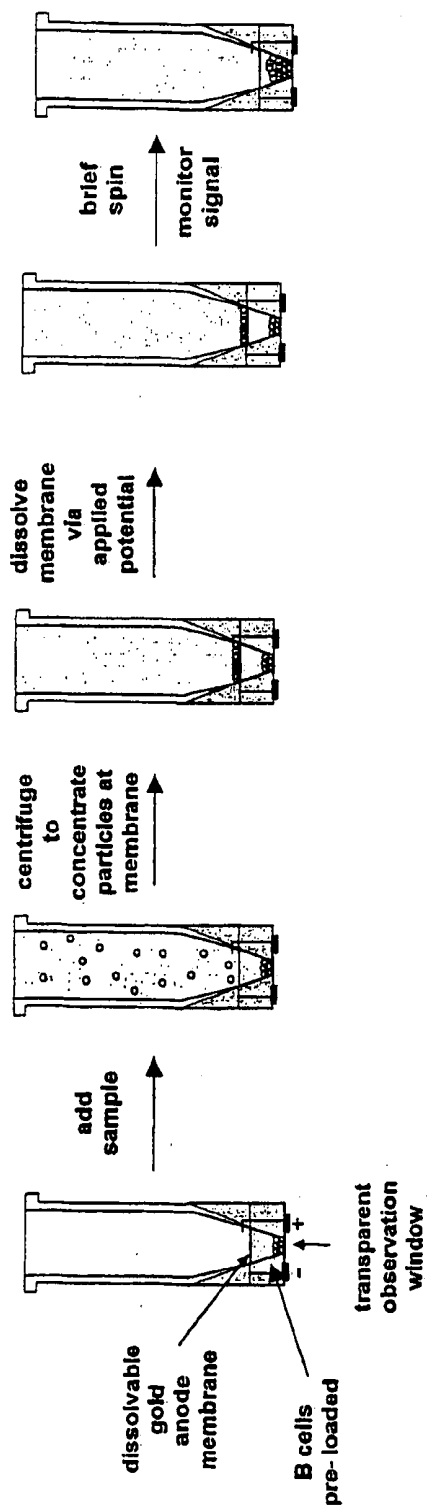 dissolvable
gold
anode
membrane
B cells
pre- loaded
- +
transparent
observation
window
add
sample
centrifuge
to
concentrate
particles at
membrane
dissolve
membrane
via
applied
potential
brief
spin
monitor
signal